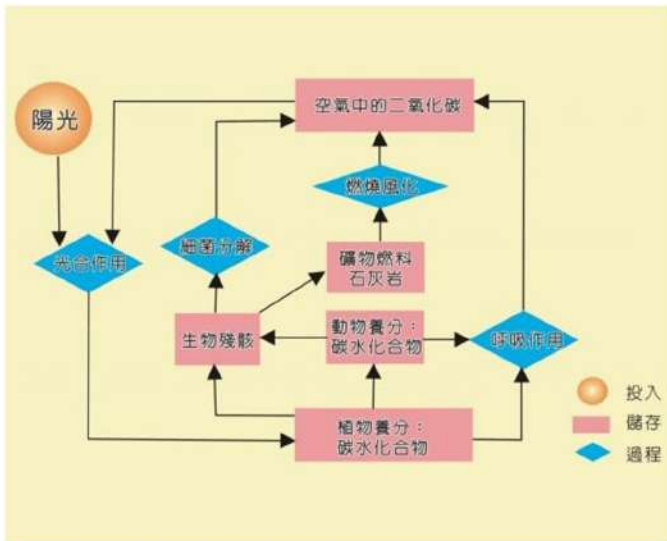 空氣中的二氧化碳
陽光
燃燒風化
光合作用
細菌分解
礦物燃料
石灰岩
生物殘骸
動物養分：
碳水化合物
呼吸作用
植物養分：
碳水化合物
投入
儲存
過程